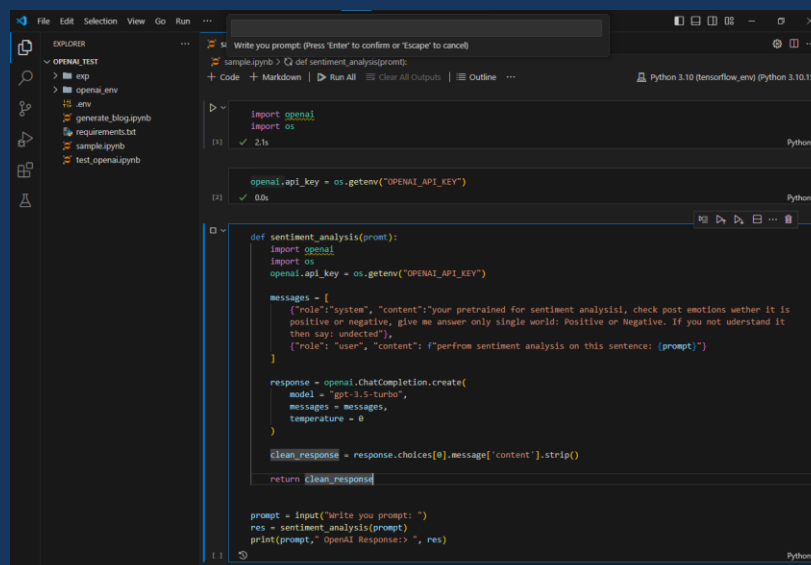 File Edit Selection View Go Run ...
Write you prompt: (Press 'Enter' to confirm or 'Escape' to cancel)
EXPLORER ...
OPENAI_TEST
exp
openai_env
.env
generate_blog.ipynb
requirements.txt
sample.ipynb
test_openai.ipynb
sample.ipynb > def sentiment_analysis(promt):
+ Code + Markdown Run All Clear All Outputs Outline ... Python 3.10 (tensorflow_env) (Python 3.10.15
import openai
import os
[1] ✓ 2.1s Python
openai.api_key = os.getenv("OPENAI_API_KEY")
[2] ✓ 0.0s Python
def sentiment_analysis(promt):
import openai
import os
openai.api_key = os.getenv("OPENAI_API_KEY")
messages = [
{"role":"system", "content":"your pretrained for sentiment analysisi, check post emotions wether it is
positive or negative, give me answer only single world: Positive or Negative. If you not uderstand it
then say: undected"},
{"role": "user", "content": f"perfrom sentiment analysis on this sentence: {prompt}"}
]
response = openai.ChatCompletion.create(
model = "gpt-3.5-turbo",
messages = messages,
temperature = 0
)
clean_response = response.choices[0].message['content'].strip()
return clean_response
prompt = input("Write you prompt: ")
res = sentiment_analysis(prompt)
print(prompt," OpenAI Response:> ", res)
[ ] Python